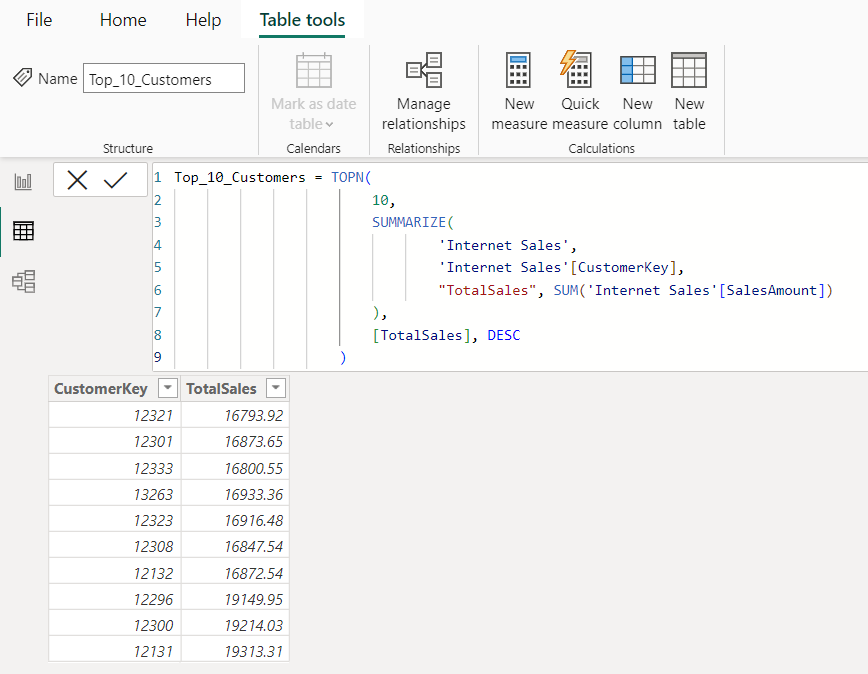 File Home Help Table tools
Name Top_10_Customers
Mark as date table
Manage relationships
New measure
Quick measure
New column
New table
Structure Calendars Relationships Calculations
1 Top_10_Customers = TOPN(
2 10,
3 SUMMARIZE(
4 'Internet Sales',
5 'Internet Sales'[CustomerKey],
6 "TotalSales", SUM('Internet Sales'[SalesAmount])
7 ),
8 [TotalSales], DESC
9 )
CustomerKey TotalSales
12321 16793.92
12301 16873.65
12333 16800.55
13263 16933.36
12323 16916.48
12308 16847.54
12132 16872.54
12296 19149.95
12300 19214.03
12131 19313.31